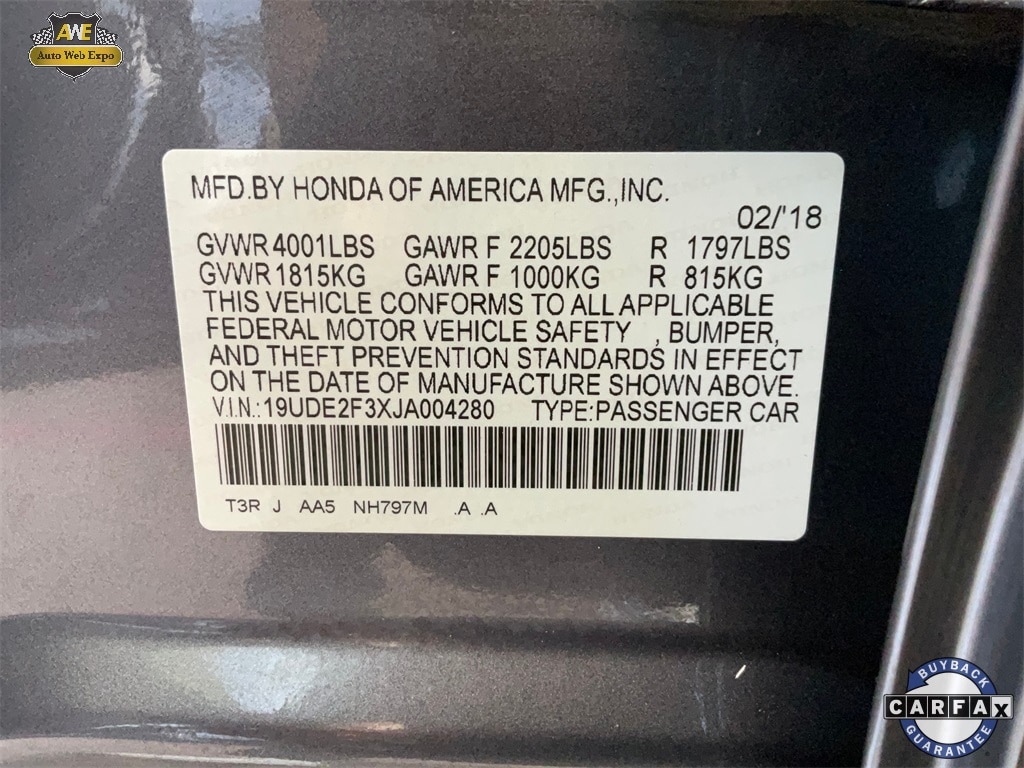 AWE
Auto Web Expo
MFD.BY HONDA OF AMERICA MFG.,INC.
02/'18
GVWR 4001LBS GAWR F 2205LBS R 1797LBS
GVWR 1815KG GAWR F 1000KG R 815KG
THIS VEHICLE CONFORMS TO ALL APPLICABLE
FEDERAL MOTOR VEHICLE SAFETY , BUMPER,
AND THEFT PREVENTION STANDARDS IN EFFECT
ON THE DATE OF MANUFACTURE SHOWN ABOVE.
V.I.N.:19UDE2F3XJA004280 TYPE:PASSENGER CAR
T3R J AA5 NH797M .A .A
BUYBACK
CARFAX
GUARANTEE